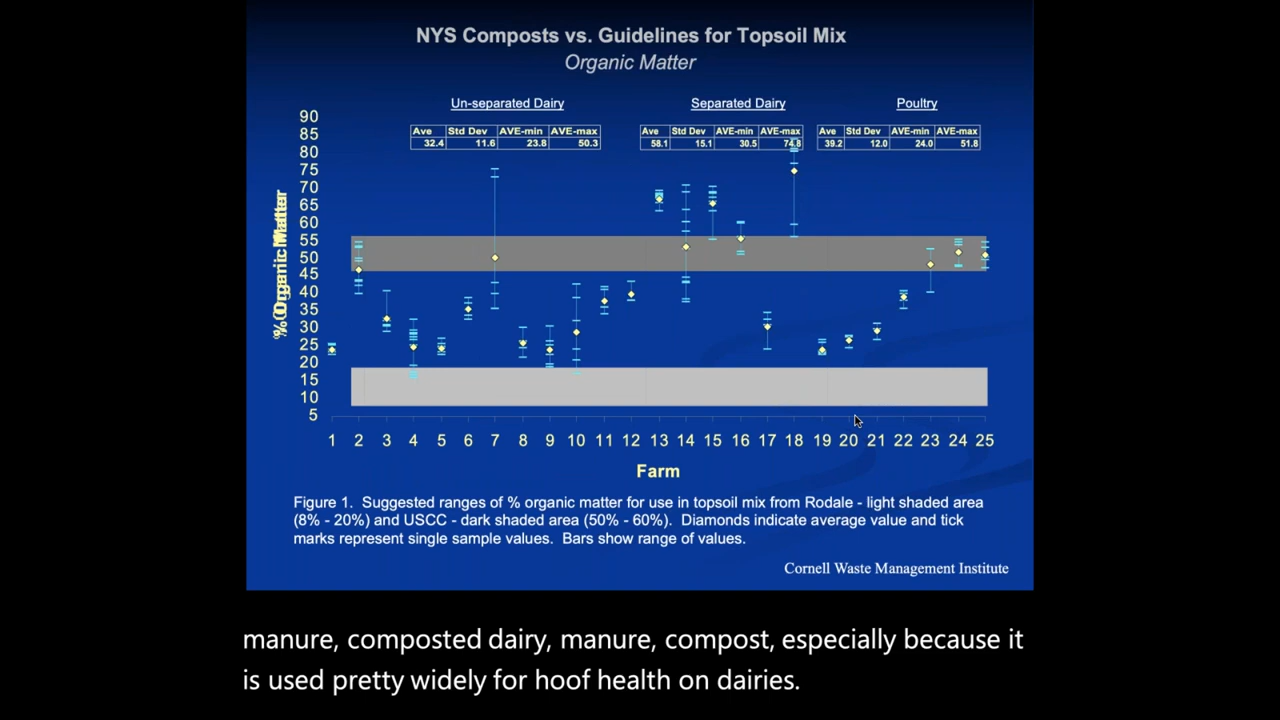 NYS Composts vs. Guidelines for Topsoil Mix
Organic Matter
Un-separated Dairy
Ave Std Dev AVE-min AVE-max
32.4 11.6 23.8 50.3
Separated Dairy
Ave Std Dev AVE-min AVE-max
58.1 15.1 30.5 74.8
Poultry
Ave Std Dev AVE-min AVE-max
39.2 12.0 24.0 51.8
% Organic Matter
90
85
80
75
70
65
60
55
50
45
40
35
30
25
20
15
10
5
1 2 3 4 5 6 7 8 9 10 11 12 13 14 15 16 17 18 19 20 21 22 23 24 25
Farm
Figure 1. Suggested ranges of % organic matter for use in topsoil mix from Rodale - light shaded area
(8% - 20%) and USCC - dark shaded area (50% - 60%). Diamonds indicate average value and tick
marks represent single sample values. Bars show range of values.
Cornell Waste Management Institute
manure, composted dairy, manure, compost, especially because it
is used pretty widely for hoof health on dairies.